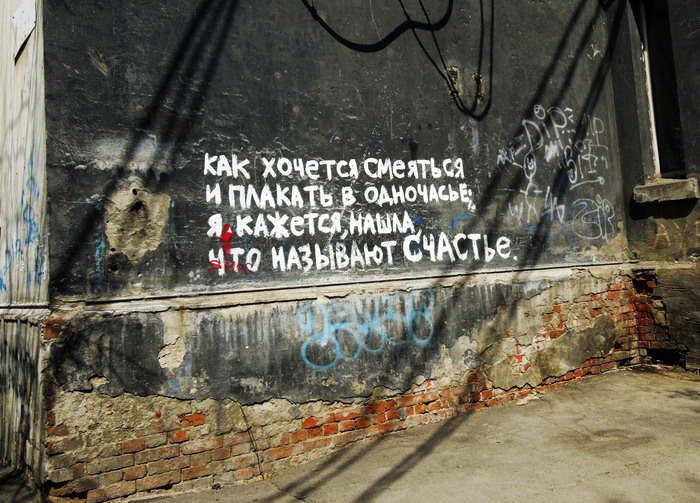 как хочется смеяться
и плакать в одночасье,
я, кажется, нашла,
что называют счастье.